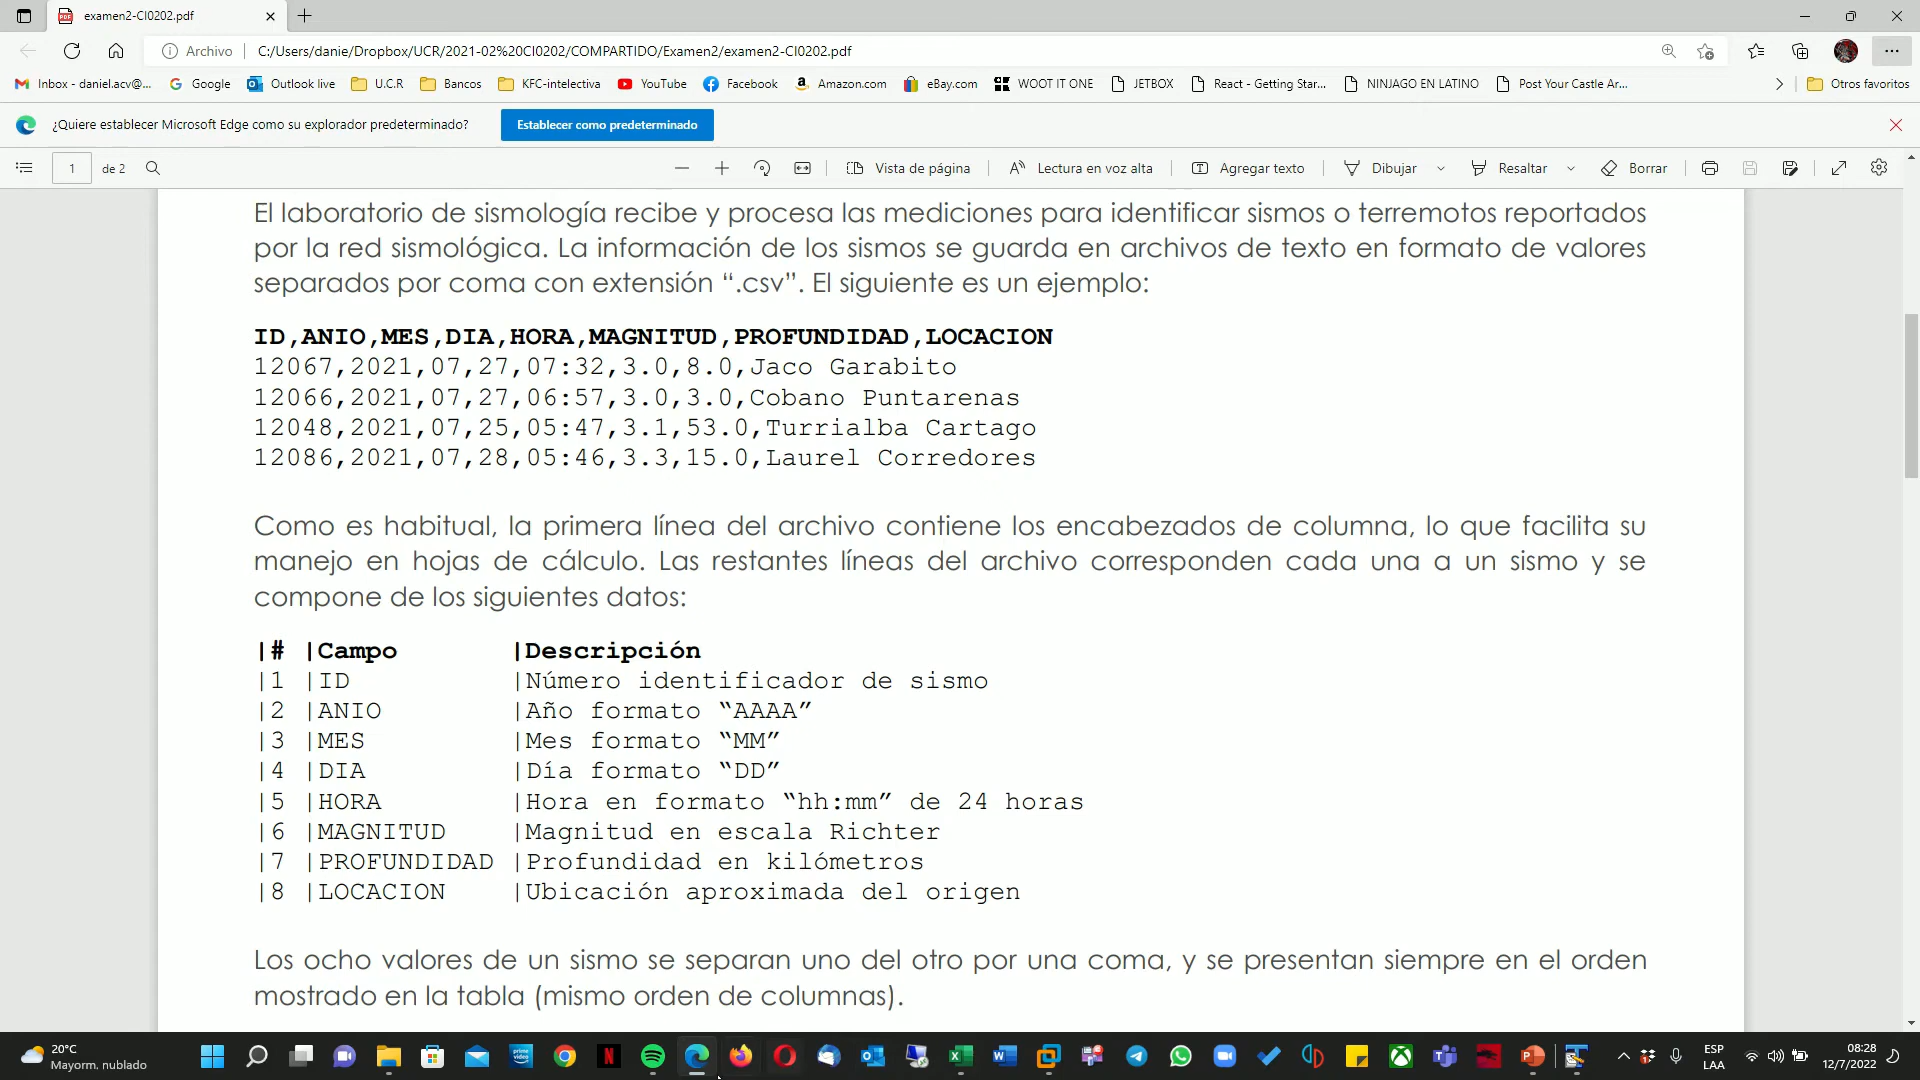 examen2-CI0202.pdf
Archivo
C:/Users/danie/Dropbox/UCR/2021-02%20CI0202/COMPARTIDO/Examen2/examen2-CI0202.pdf
Inbox - daniel.acv@...
Google
Outlook live
U.C.R
Bancos
KFC-intelectiva
YouTube
Facebook
Amazon.com
eBay.com
WOOT IT ONE
JETBOX
React - Getting Star...
NINJAGO EN LATINO
Post Your Castle Ar...
Otros favoritos
¿Quiere establecer Microsoft Edge como su explorador predeterminado?
Establecer como predeterminado
1 de 2
Vista de página
Lectura en voz alta
Agregar texto
Dibujar
Resaltar
Borrar
El laboratorio de sismología recibe y procesa las mediciones para identificar sismos o terremotos reportados
por la red sismológica. La información de los sismos se guarda en archivos de texto en formato de valores
separados por coma con extensión “.csv”. El siguiente es un ejemplo:
ID,ANIO,MES,DIA,HORA,MAGNITUD,PROFUNDIDAD,LOCACION
12067,2021,07,27,07:32,3.0,8.0,Jaco Garabito
12066,2021,07,27,06:57,3.0,3.0,Cobano Puntarenas
12048,2021,07,25,05:47,3.1,53.0,Turrialba Cartago
12086,2021,07,28,05:46,3.3,15.0,Laurel Corredores
Como es habitual, la primera línea del archivo contiene los encabezados de columna, lo que facilita su
manejo en hojas de cálculo. Las restantes líneas del archivo corresponden cada una a un sismo y se
compone de los siguientes datos:
|# |Campo |Descripción
|1 |ID |Número identificador de sismo
|2 |ANIO |Año formato “AAAA”
|3 |MES |Mes formato “MM”
|4 |DIA |Día formato “DD”
|5 |HORA |Hora en formato “hh:mm” de 24 horas
|6 |MAGNITUD |Magnitud en escala Richter
|7 |PROFUNDIDAD |Profundidad en kilómetros
|8 |LOCACION |Ubicación aproximada del origen
Los ocho valores de un sismo se separan uno del otro por una coma, y se presentan siempre en el orden
mostrado en la tabla (mismo orden de columnas).
20°C
Mayorm. nublado
ESP
LAA
08:28
12/7/2022